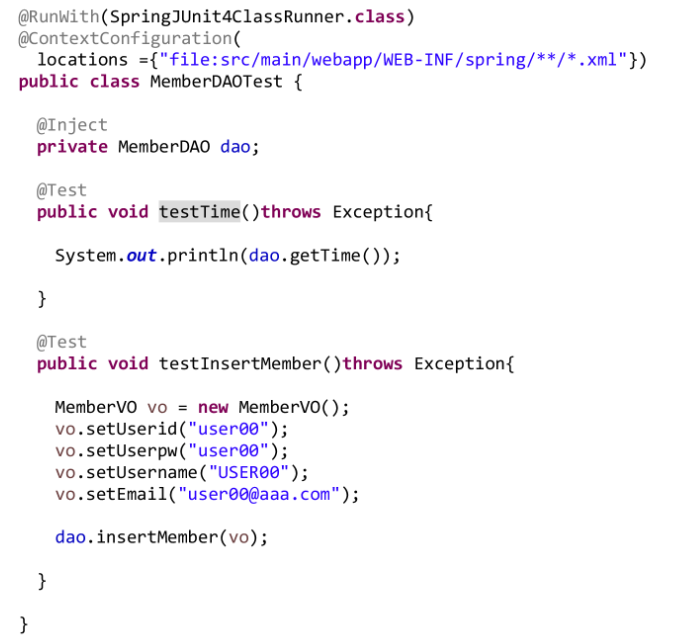 @RunWith(SpringJUnit4ClassRunner.class)
@ContextConfiguration(
locations ={"file:src/main/webapp/WEB-INF/spring/**/*.xml"})
public class MemberDAOTest {
@Inject
private MemberDAO dao;
@Test
public void testTime()throws Exception{
System.out.println(dao.getTime());
}
@Test
public void testInsertMember()throws Exception{
MemberVO vo = new MemberVO();
vo.setUserid("user00");
vo.setUserpw("user00");
vo.setUsername("USER00");
vo.setEmail("user00@aaa.com");
dao.insertMember(vo);
}
}